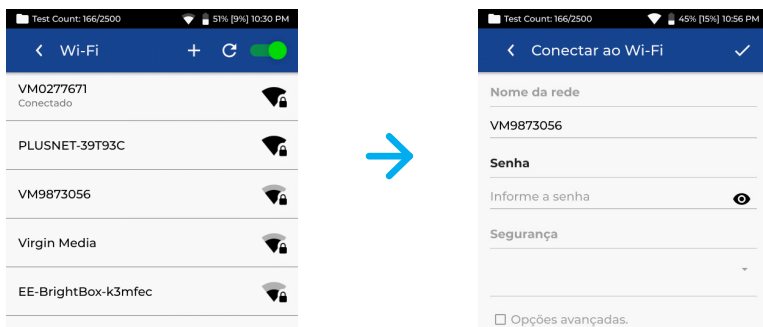 Test Count: 166/2500 51% [9%] 10:30 PM
Wi-Fi
VM0277671
Conectado
PLUSNET-39T93C
VM9873056
Virgin Media
EE-BrightBox-k3mfec
Test Count: 166/2500 45% [15%] 10:56 PM
Conectar ao Wi-Fi
Nome da rede
VM9873056
Senha
Informe a senha
Segurança
Opções avançadas.